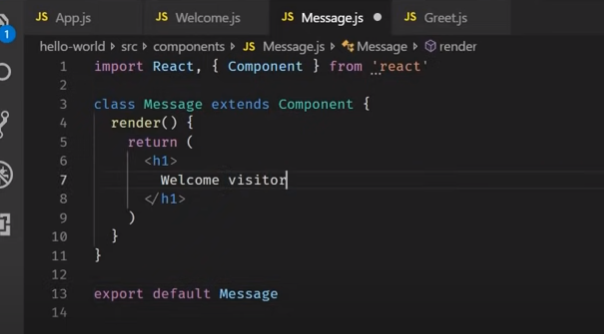 JS App.js JS Welcome.js JS Message.js JS Greet.js
1
hello-world > src > components > JS Message.js > Message > render
1 import React, { Component } from 'react'
2
3 class Message extends Component {
4 render() {
5 return (
6 <h1>
7 Welcome visitor
8 </h1>
9 )
10 }
11 }
12
13 export default Message
14